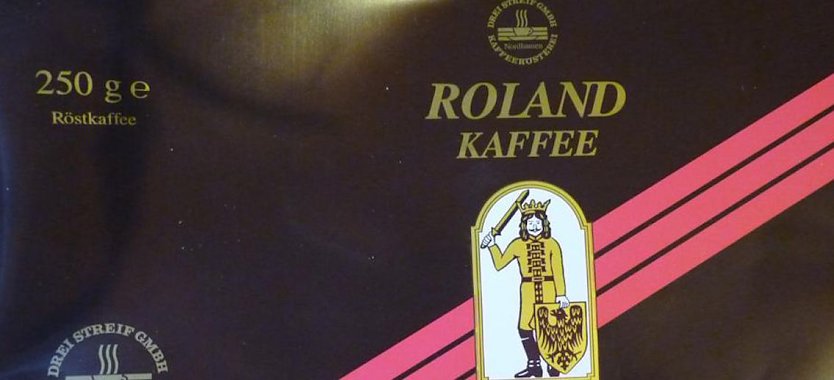 DREI STREIF GMBH
KAFFEERÖSTEREI
Nordhausen
250 g e
Röstkaffee
ROLAND
KAFFEE
DREI STREIF GMBH